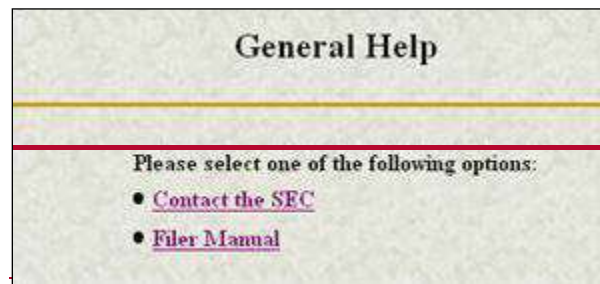 General Help
Please select one of the following options:
Contact the SEC
Filer Manual